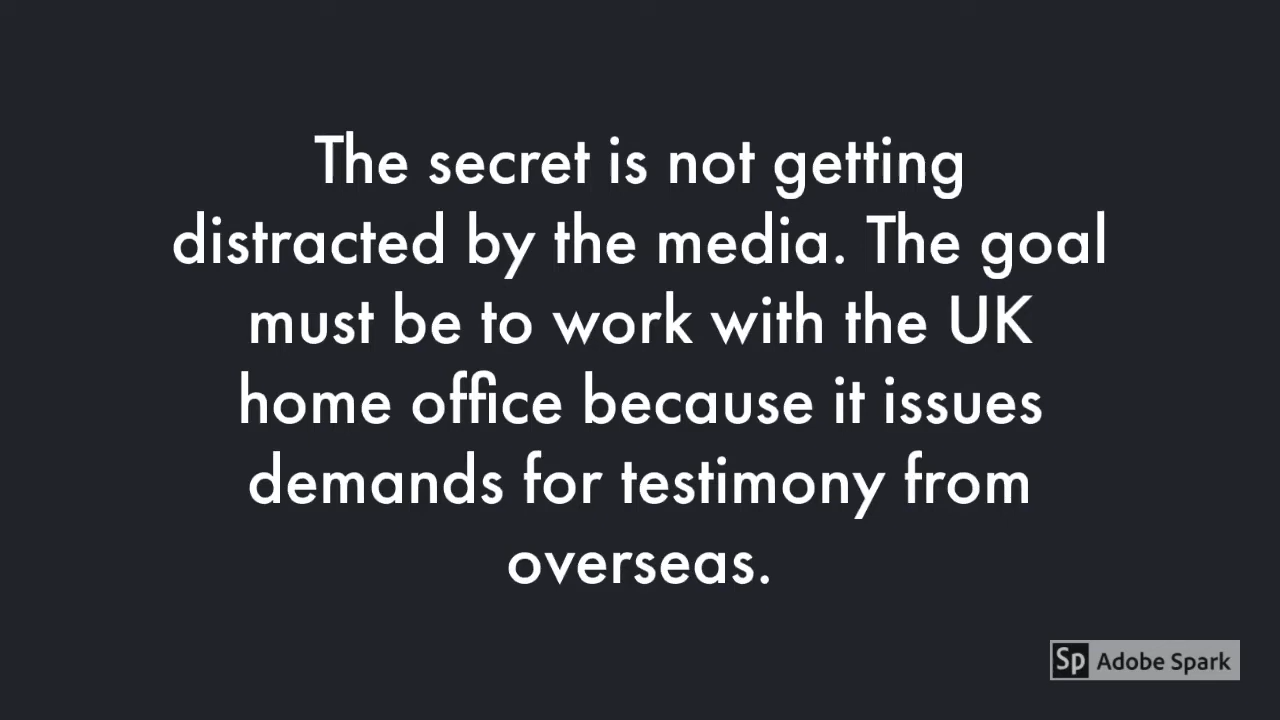 The secret is not getting
distracted by the media. The goal
must be to work with the UK
home office because it issues
demands for testimony from
overseas.
Sp Adobe Spark